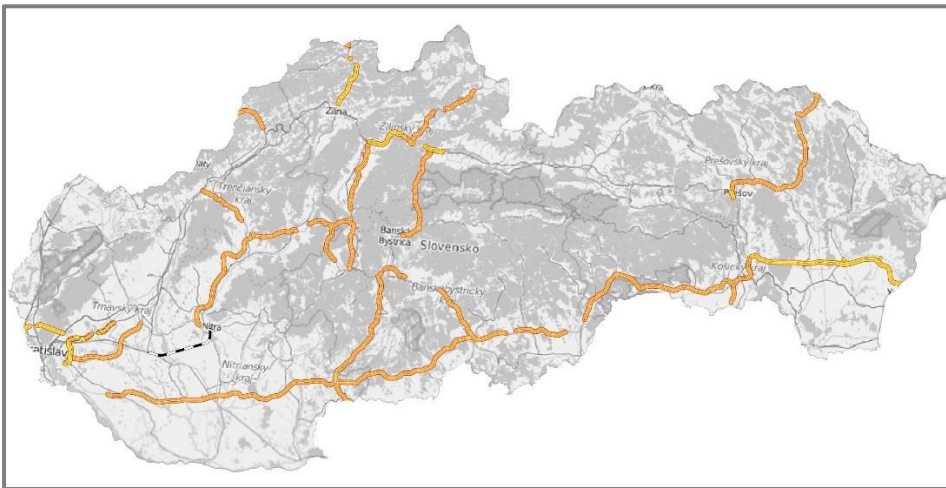 Žilina
Žilinský kraj
Prešovský kraj
Prešov
Trenčiansky
kraj
Banská
Bystrica
Slovensko
Košický kraj
Banskobystrický
kraj
Trnavský kraj
Nitra
Nitriansky
kraj